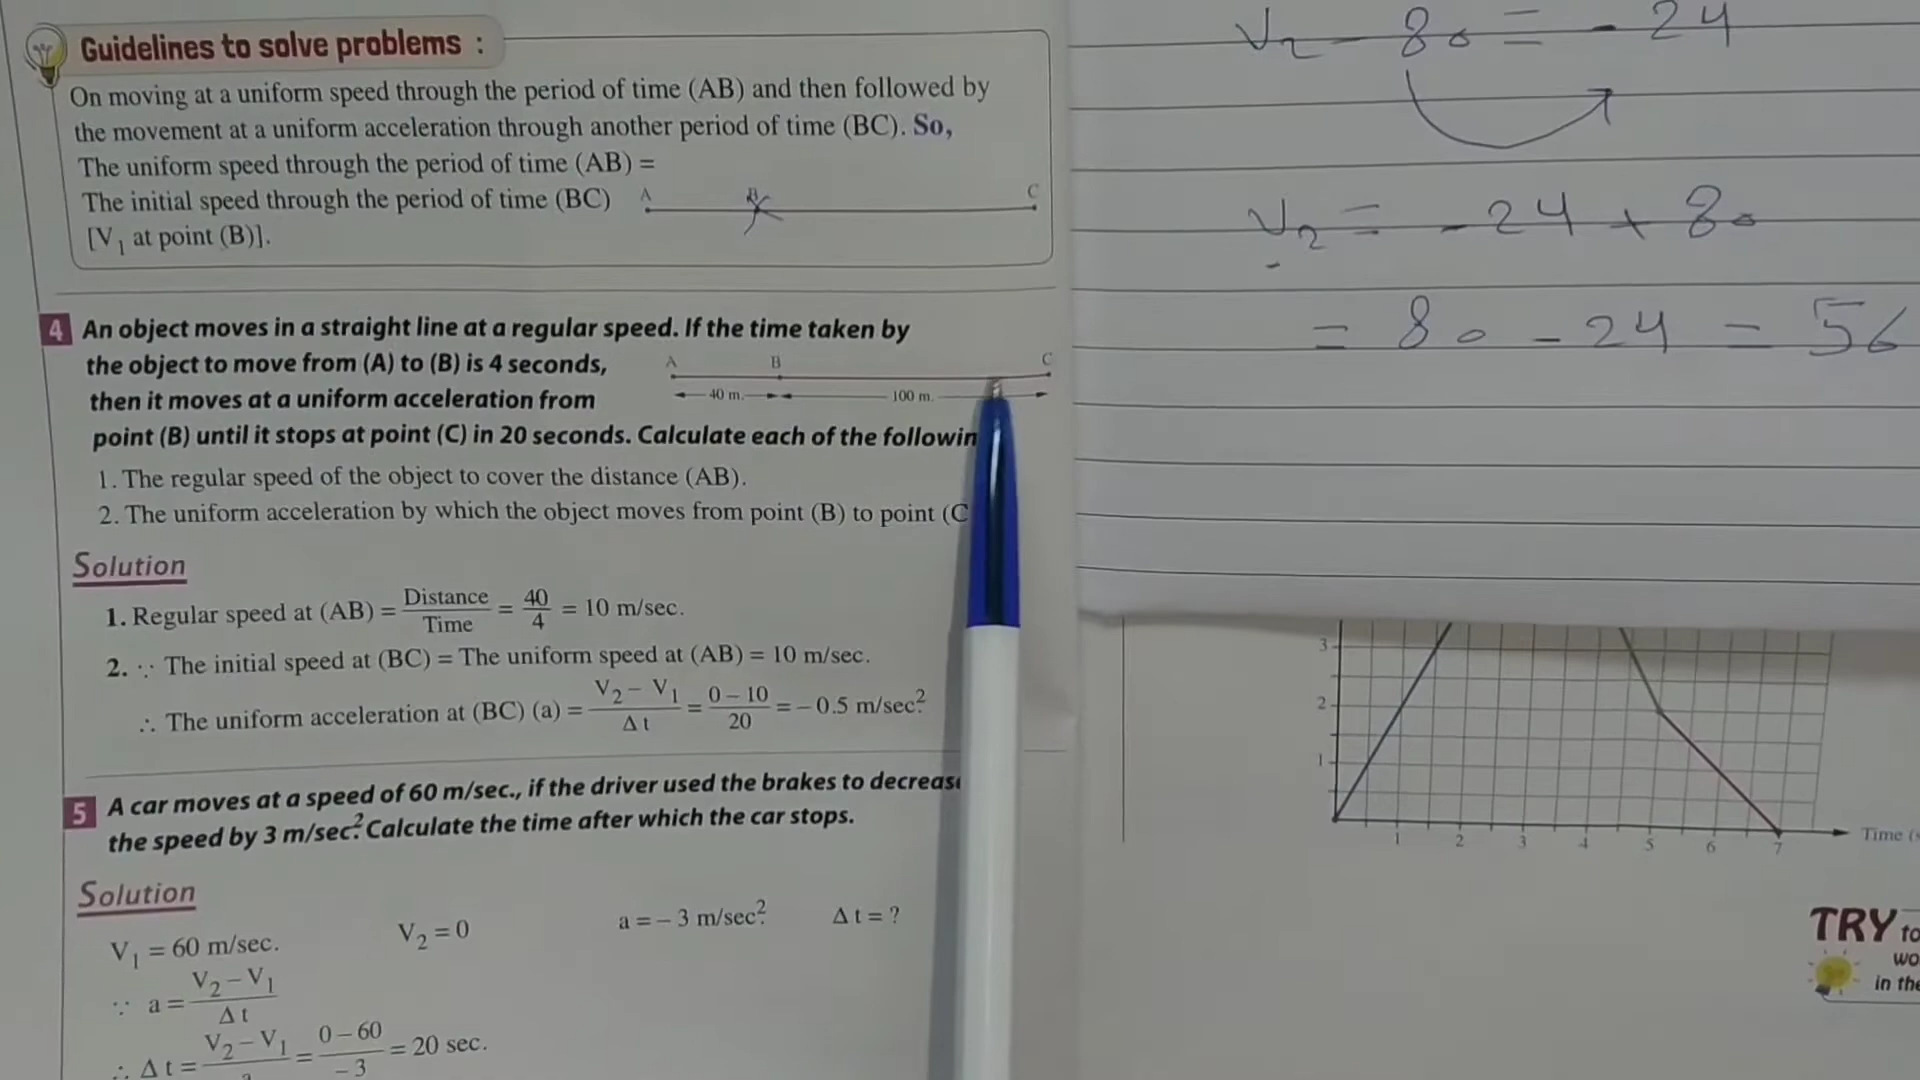 Guidelines to solve problems :
On moving at a uniform speed through the period of time (AB) and then followed by
the movement at a uniform acceleration through another period of time (BC). So,
The uniform speed through the period of time (AB) =
The initial speed through the period of time (BC)
[V₁ at point (B)].
A C
4 An object moves in a straight line at a regular speed. If the time taken by
the object to move from (A) to (B) is 4 seconds,
then it moves at a uniform acceleration from
point (B) until it stops at point (C) in 20 seconds. Calculate each of the followin
A B C
40 m. 100 m.
1. The regular speed of the object to cover the distance (AB).
2. The uniform acceleration by which the object moves from point (B) to point (C
Solution
1. Regular speed at (AB) = Distance/Time = 40/4 = 10 m/sec.
2. ∵ The initial speed at (BC) = The uniform speed at (AB) = 10 m/sec.
∴ The uniform acceleration at (BC) (a) = V₂ – V₁/Δt = 0 – 10/20 = – 0.5 m/sec².
5 A car moves at a speed of 60 m/sec., if the driver used the brakes to decreas
the speed by 3 m/sec². Calculate the time after which the car stops.
Solution
V₁ = 60 m/sec. V₂ = 0 a = – 3 m/sec². Δt = ?
∵ a = V₂ – V₁/Δt
∴ Δt = V₂ – V₁/a = 0 – 60/– 3 = 20 sec.
V₂ – 80 = – 24
V₂ = – 24 + 80
= 80 – 24 = 56
3
2
1
1 2 3 4 5 6 7
Time (s
TRY to
wo
in the